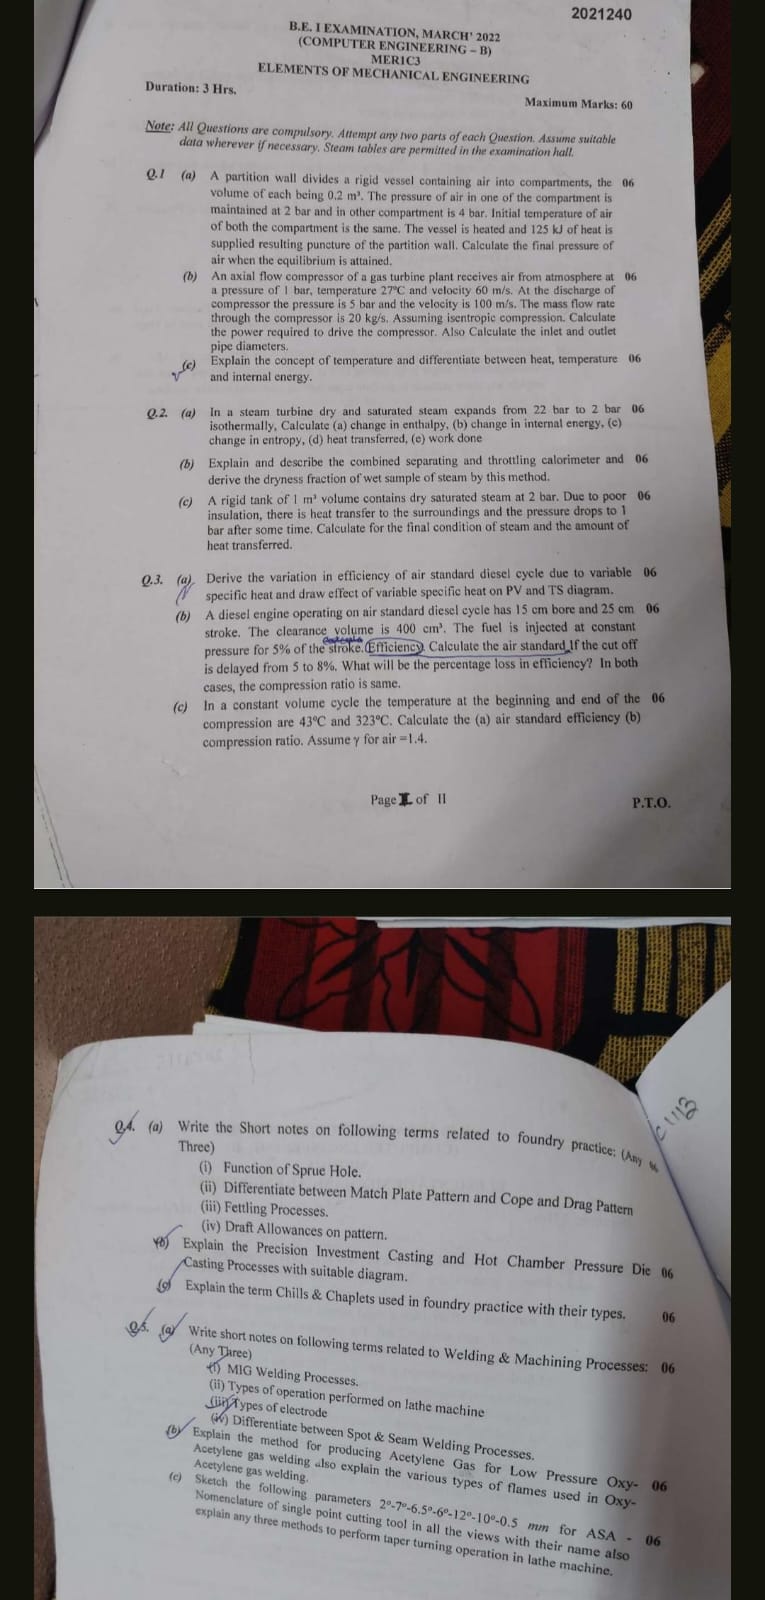 2021240
B.E. I EXAMINATION, MARCH' 2022
(COMPUTER ENGINEERING – B)
MER1C3
ELEMENTS OF MECHANICAL ENGINEERING
Duration: 3 Hrs.
Maximum Marks: 60
Note: All Questions are compulsory. Attempt any two parts of each Question. Assume suitable
data wherever if necessary. Steam tables are permitted in the examination hall.
Q.1 (a) A partition wall divides a rigid vessel containing air into compartments, the 06
volume of each being 0.2 m³. The pressure of air in one of the compartment is
maintained at 2 bar and in other compartment is 4 bar. Initial temperature of air
of both the compartment is the same. The vessel is heated and 125 kJ of heat is
supplied resulting puncture of the partition wall. Calculate the final pressure of
air when the equilibrium is attained.
(b) An axial flow compressor of a gas turbine plant receives air from atmosphere at 06
a pressure of 1 bar, temperature 27°C and velocity 60 m/s. At the discharge of
compressor the pressure is 5 bar and the velocity is 100 m/s. The mass flow rate
through the compressor is 20 kg/s. Assuming isentropic compression. Calculate
the power required to drive the compressor. Also Calculate the inlet and outlet
pipe diameters.
(c) Explain the concept of temperature and differentiate between heat, temperature 06
and internal energy.
Q.2. (a) In a steam turbine dry and saturated steam expands from 22 bar to 2 bar 06
isothermally, Calculate (a) change in enthalpy, (b) change in internal energy, (c)
change in entropy, (d) heat transferred, (e) work done
(b) Explain and describe the combined separating and throttling calorimeter and 06
derive the dryness fraction of wet sample of steam by this method.
(c) A rigid tank of 1 m³ volume contains dry saturated steam at 2 bar. Due to poor 06
insulation, there is heat transfer to the surroundings and the pressure drops to 1
bar after some time. Calculate for the final condition of steam and the amount of
heat transferred.
Q.3. (a) Derive the variation in efficiency of air standard diesel cycle due to variable 06
specific heat and draw effect of variable specific heat on PV and TS diagram.
(b) A diesel engine operating on air standard diesel cycle has 15 cm bore and 25 cm 06
stroke. The clearance volume is 400 cm³. The fuel is injected at constant
pressure for 5% of the stroke. Efficiency. Calculate the air standard If the cut off
is delayed from 5 to 8%. What will be the percentage loss in efficiency? In both
cases, the compression ratio is same.
(c) In a constant volume cycle the temperature at the beginning and end of the 06
compression are 43°C and 323°C. Calculate the (a) air standard efficiency (b)
compression ratio. Assume γ for air =1.4.
Page I of II
P.T.O.
C1112
Q.4. (a) Write the Short notes on following terms related to foundry practice: (Any 06
Three)
(i) Function of Sprue Hole.
(ii) Differentiate between Match Plate Pattern and Cope and Drag Pattern
(iii) Fettling Processes.
(iv) Draft Allowances on pattern.
(b) Explain the Precision Investment Casting and Hot Chamber Pressure Die 06
Casting Processes with suitable diagram.
(c) Explain the term Chills & Chaplets used in foundry practice with their types. 06
Q.5. (a) Write short notes on following terms related to Welding & Machining Processes: 06
(Any Three)
(i) MIG Welding Processes.
(ii) Types of operation performed on lathe machine
(iii) Types of electrode
(iv) Differentiate between Spot & Seam Welding Processes.
(b) Explain the method for producing Acetylene Gas for Low Pressure Oxy- 06
Acetylene gas welding also explain the various types of flames used in Oxy-
Acetylene gas welding.
(c) Sketch the following parameters 2°-7°-6.5°-6°-12°-10°-0.5 mm for ASA - 06
Nomenclature of single point cutting tool in all the views with their name also
explain any three methods to perform taper turning operation in lathe machine.